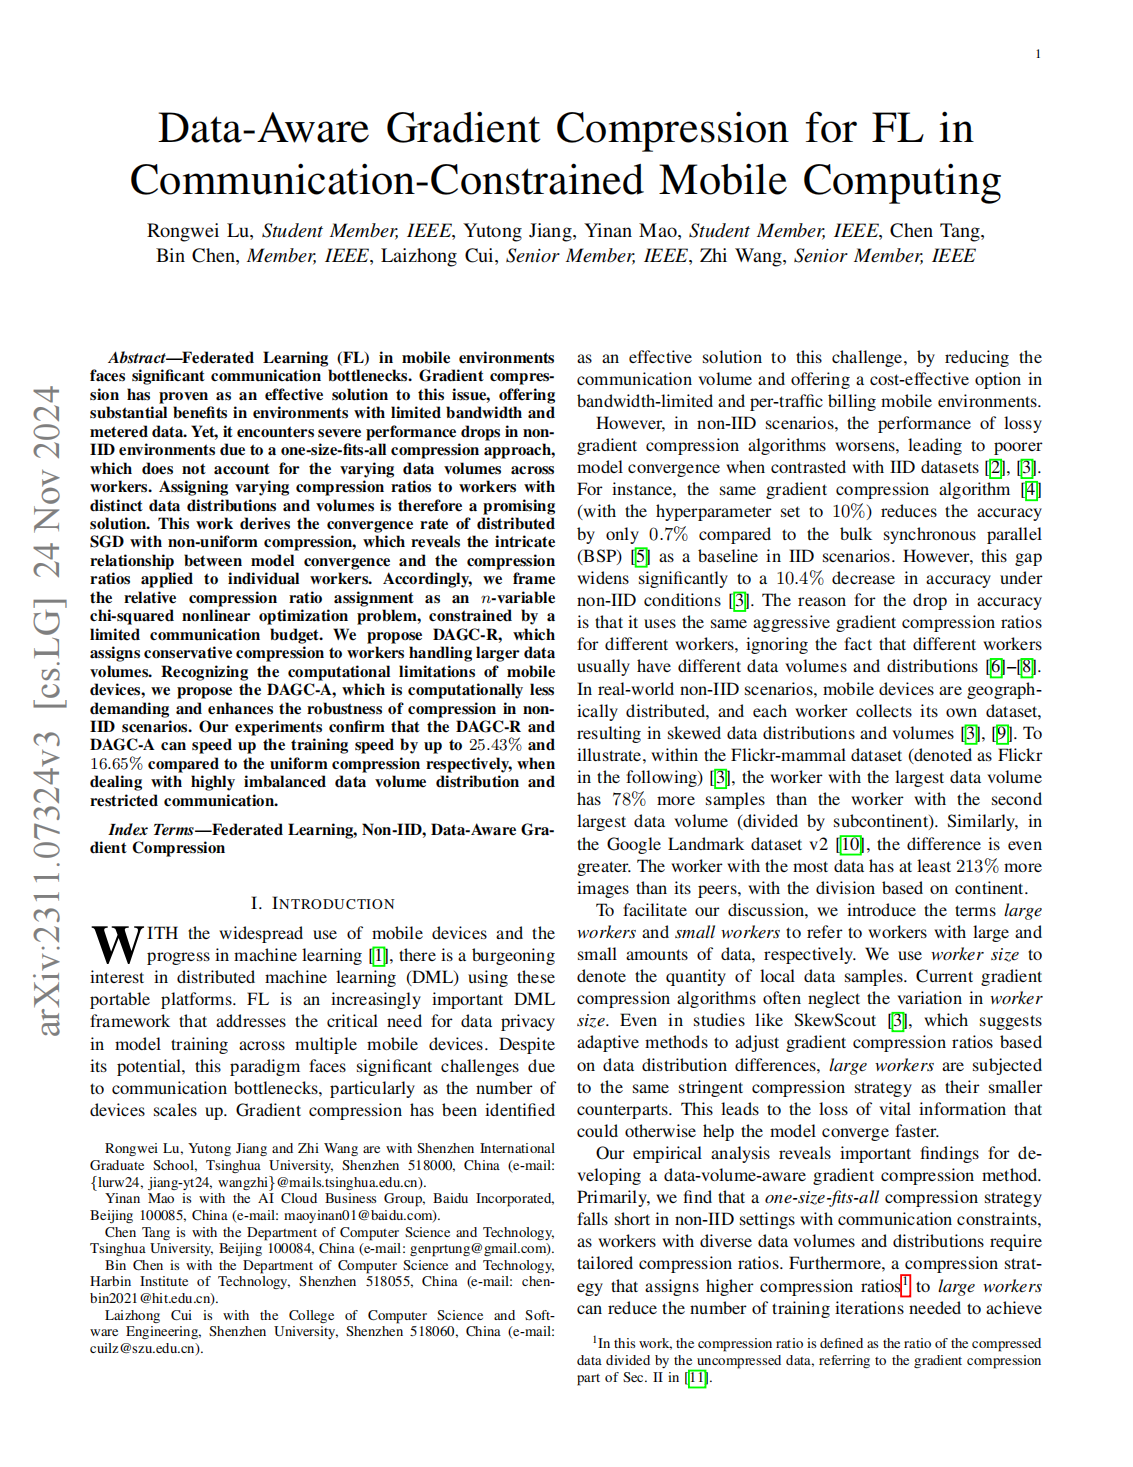 1
Data-Aware Gradient Compression for FL in
Communication-Constrained Mobile Computing
Rongwei Lu, Student Member, IEEE, Yutong Jiang, Yinan Mao, Student Member, IEEE, Chen Tang,
Bin Chen, Member, IEEE, Laizhong Cui, Senior Member, IEEE, Zhi Wang, Senior Member, IEEE
arXiv:2311.07324v3 [cs.LG] 24 Nov 2024
Abstract—Federated Learning (FL) in mobile environments
faces significant communication bottlenecks. Gradient compres-
sion has proven as an effective solution to this issue, offering
substantial benefits in environments with limited bandwidth and
metered data. Yet, it encounters severe performance drops in non-
IID environments due to a one-size-fits-all compression approach,
which does not account for the varying data volumes across
workers. Assigning varying compression ratios to workers with
distinct data distributions and volumes is therefore a promising
solution. This work derives the convergence rate of distributed
SGD with non-uniform compression, which reveals the intricate
relationship between model convergence and the compression
ratios applied to individual workers. Accordingly, we frame
the relative compression ratio assignment as an n-variable
chi-squared nonlinear optimization problem, constrained by a
limited communication budget. We propose DAGC-R, which
assigns conservative compression to workers handling larger data
volumes. Recognizing the computational limitations of mobile
devices, we propose the DAGC-A, which is computationally less
demanding and enhances the robustness of compression in non-
IID scenarios. Our experiments confirm that the DAGC-R and
DAGC-A can speed up the training speed by up to 25.43% and
16.65% compared to the uniform compression respectively, when
dealing with highly imbalanced data volume distribution and
restricted communication.
Index Terms—Federated Learning, Non-IID, Data-Aware Gra-
dient Compression
I. INTRODUCTION
WITH the widespread use of mobile devices and the
progress in machine learning [1], there is a burgeoning
interest in distributed machine learning (DML) using these
portable platforms. FL is an increasingly important DML
framework that addresses the critical need for data privacy
in model training across multiple mobile devices. Despite
its potential, this paradigm faces significant challenges due
to communication bottlenecks, particularly as the number of
devices scales up. Gradient compression has been identified
Rongwei Lu, Yutong Jiang and Zhi Wang are with Shenzhen International
Graduate School, Tsinghua University, Shenzhen 518000, China (e-mail:
{lurw24, jiang-yt24, wangzhi}@mails.tsinghua.edu.cn).
Yinan Mao is with the AI Cloud Business Group, Baidu Incorporated,
Beijing 100085, China (e-mail: maoyinan01@baidu.com).
Chen Tang is with the Department of Computer Science and Technology,
Tsinghua University, Beijing 100084, China (e-mail: genprtung@gmail.com).
Bin Chen is with the Department of Computer Science and Technology,
Harbin Institute of Technology, Shenzhen 518055, China (e-mail: chen-
bin2021@hit.edu.cn).
Laizhong Cui is with the College of Computer Science and Soft-
ware Engineering, Shenzhen University, Shenzhen 518060, China (e-mail:
cuilz@szu.edu.cn).
as an effective solution to this challenge, by reducing the
communication volume and offering a cost-effective option in
bandwidth-limited and per-traffic billing mobile environments.
However, in non-IID scenarios, the performance of lossy
gradient compression algorithms worsens, leading to poorer
model convergence when contrasted with IID datasets [2], [3].
For instance, the same gradient compression algorithm [4]
(with the hyperparameter set to 10%) reduces the accuracy
by only 0.7% compared to the bulk synchronous parallel
(BSP) [5] as a baseline in IID scenarios. However, this gap
widens significantly to a 10.4% decrease in accuracy under
non-IID conditions [3]. The reason for the drop in accuracy
is that it uses the same aggressive gradient compression ratios
for different workers, ignoring the fact that different workers
usually have different data volumes and distributions [6]–[8].
In real-world non-IID scenarios, mobile devices are geograph-
ically distributed, and each worker collects its own dataset,
resulting in skewed data distributions and volumes [3], [9]. To
illustrate, within the Flickr-mammal dataset (denoted as Flickr
in the following) [3], the worker with the largest data volume
has 78% more samples than the worker with the second
largest data volume (divided by subcontinent). Similarly, in
the Google Landmark dataset v2 [10], the difference is even
greater. The worker with the most data has at least 213% more
images than its peers, with the division based on continent.
To facilitate our discussion, we introduce the terms large
workers and small workers to refer to workers with large and
small amounts of data, respectively. We use worker size to
denote the quantity of local data samples. Current gradient
compression algorithms often neglect the variation in worker
size. Even in studies like SkewScout [3], which suggests
adaptive methods to adjust gradient compression ratios based
on data distribution differences, large workers are subjected
to the same stringent compression strategy as their smaller
counterparts. This leads to the loss of vital information that
could otherwise help the model converge faster.
Our empirical analysis reveals important findings for de-
veloping a data-volume-aware gradient compression method.
Primarily, we find that a one-size-fits-all compression strategy
falls short in non-IID settings with communication constraints,
as workers with diverse data volumes and distributions require
tailored compression ratios. Furthermore, a compression strat-
egy that assigns higher compression ratios1 to large workers
can reduce the number of training iterations needed to achieve
1In this work, the compression ratio is defined as the ratio of the compressed
data divided by the uncompressed data, referring to the gradient compression
part of Sec. II in [11].